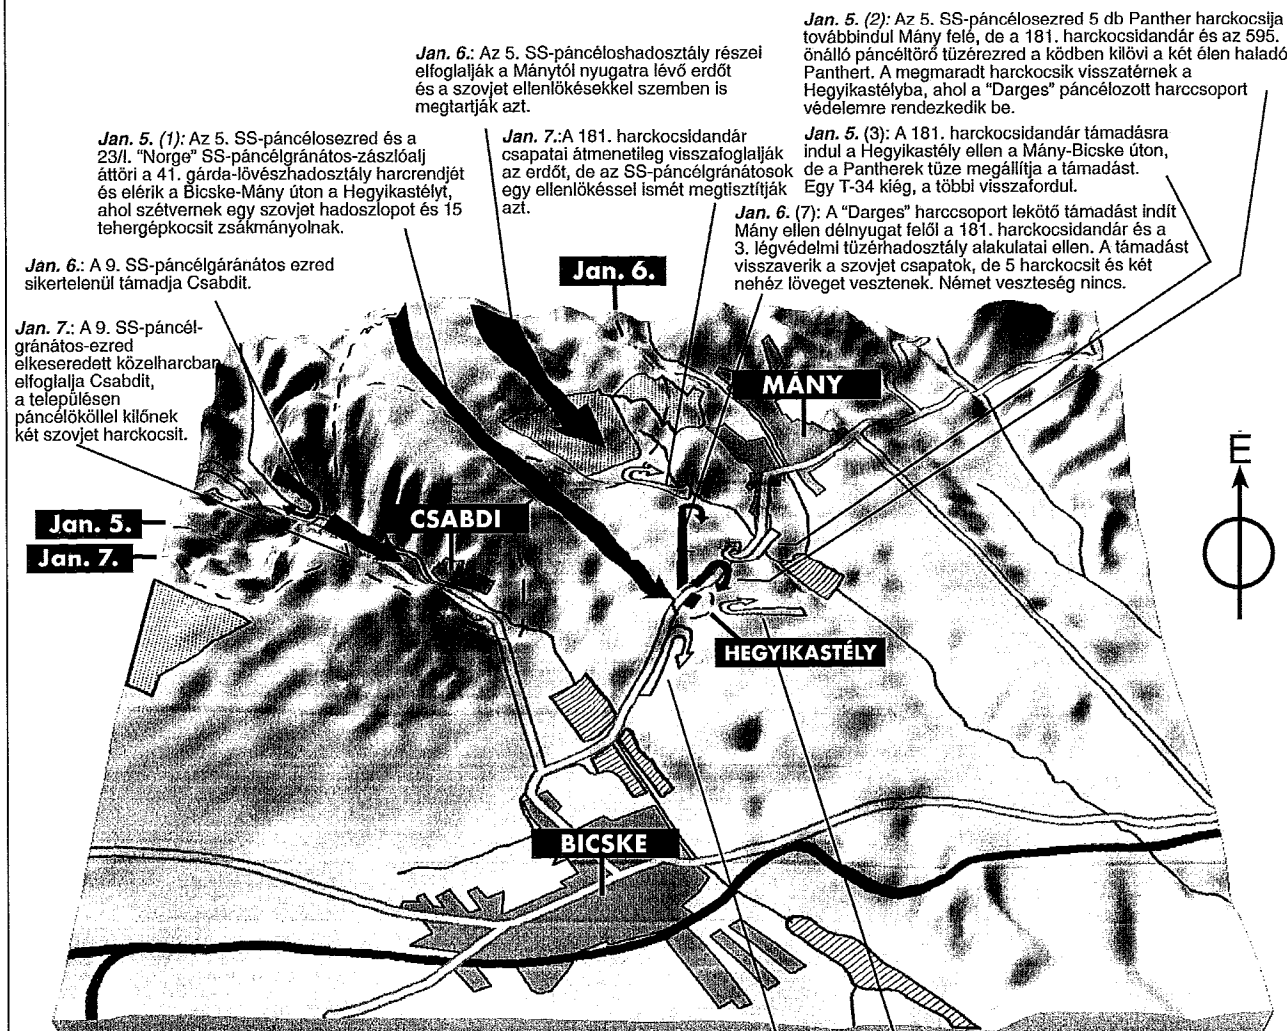 Jan. 5. (2): Az 5. SS-páncélosezred 5 db Panther harckocsija
továbbindul Mány felé, de a 181. harckocsidandár és az 595.
önálló páncéltörő tüzérezred a ködben kilövi a két élen haladó
Panthert. A megmaradt harckocsik visszatérnek a
Hegyikastélyba, ahol a "Darges" páncélozott harccsoport
védelemre rendezkedik be.
Jan. 6.: Az 5. SS-páncéloshadosztály részei
elfoglalják a Mánytól nyugatra lévő erdőt
és a szovjet ellenlökésekkel szemben is
megtartják azt.
Jan. 5. (1): Az 5. SS-páncélosezred és a
23/I. "Norge" SS-páncélgránátos-zászlóalj
áttöri a 41. gárda-lövészhadosztály harcrendjét
és elérik a Bicske-Mány úton a Hegyikastélyt,
ahol szétvernek egy szovjet hadoszlopot és 15
tehergépkocsit zsákmányolnak.
Jan. 7.:A 181. harckocsidandár
csapatai átmenetileg visszafoglalják
az erdőt, de az SS-páncélgránátosok
egy ellenlökéssel ismét megtisztítják
azt.
Jan. 5. (3): A 181. harckocsidandár támadásra
indul a Hegyikastély ellen a Mány-Bicske úton,
de a Pantherek tüze megállítja a támadást.
Egy T-34 kiég, a többi visszafordul.
Jan. 6. (7): A "Darges" harccsoport lekötő támadást indít
Mány ellen délnyugat felől a 181. harckocsidandár és a
3. légvédelmi tüzérhadosztály alakulatai ellen. A támadást
visszaverik a szovjet csapatok, de 5 harckocsit és két
nehéz löveget vesztenek. Német veszteség nincs.
Jan. 6.: A 9. SS-páncélgáránátos ezred
sikertelenül támadja Csabdit.
Jan. 7.: A 9. SS-páncél-
gránátos-ezred
elkeseredett közelharcban
elfoglalja Csabdit,
a településen
páncélököllel kilőnek
két szovjet harckocsit.
Jan. 6.
MÁNY
É
CSABDI
Jan. 5.
Jan. 7.
HEGYIKASTÉLY
BICSKE